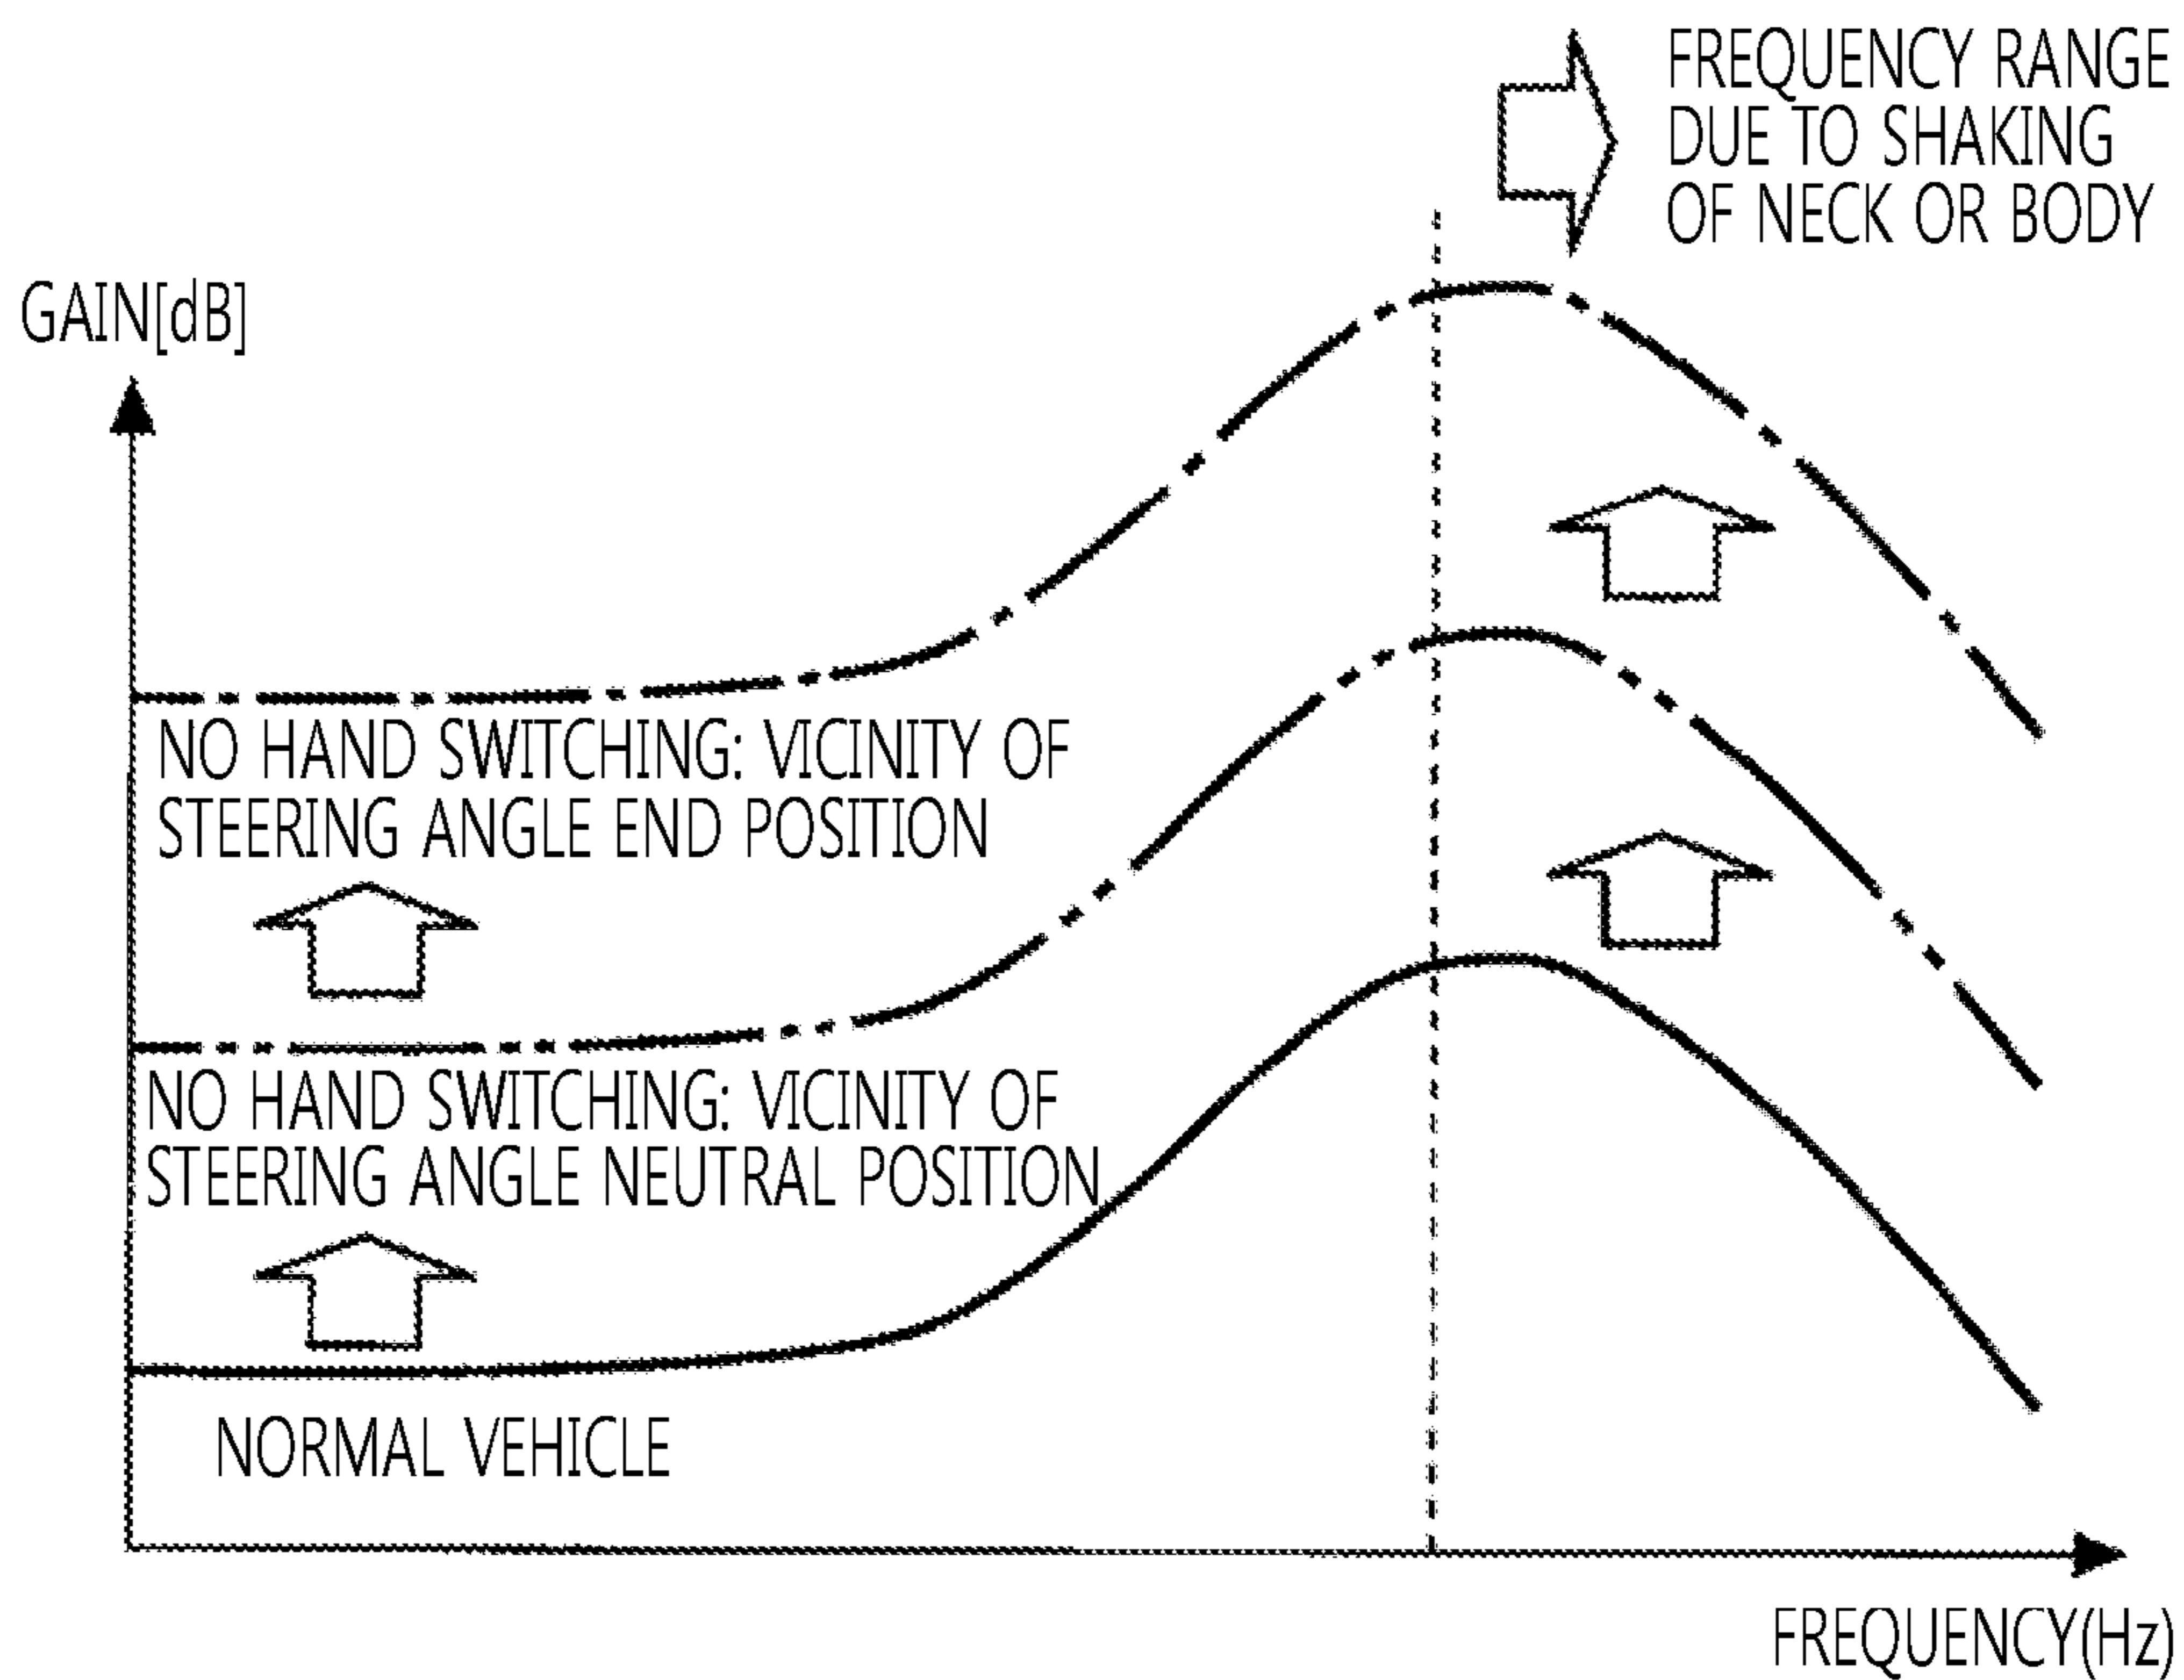 FREQUENCY RANGE
DUE TO SHAKING
OF NECK OR BODY
GAIN[dB]
NO HAND SWITCHING: VICINITY OF
STEERING ANGLE END POSITION
NO HAND SWITCHING: VICINITY OF
STEERING ANGLE NEUTRAL POSITION
NORMAL VEHICLE
FREQUENCY(Hz)